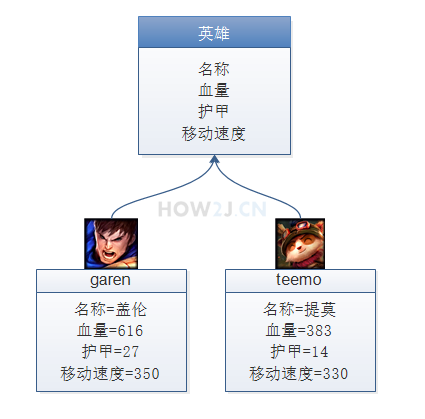 英雄
名称
血量
护甲
移动速度
HOW2J.CN
garen
名称=盖伦
血量=616
护甲=27
移动速度=350
teemo
名称=提莫
血量=383
护甲=14
移动速度=330